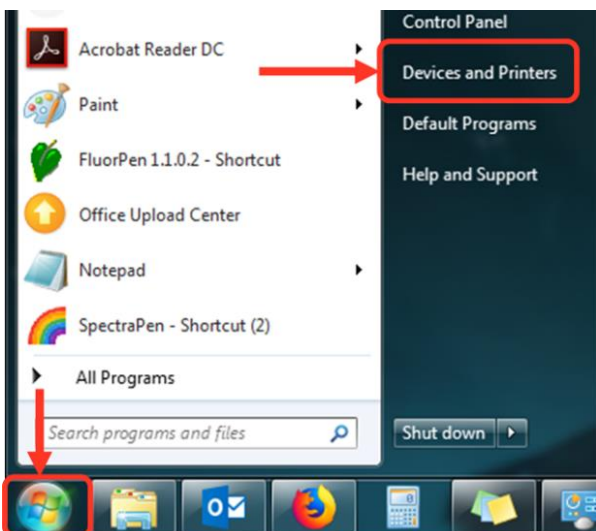 Acrobat Reader DC
Paint
FluorPen 1.1.0.2 - Shortcut
Office Upload Center
Notepad
SpectraPen - Shortcut (2)
All Programs
Search programs and files
Control Panel
Devices and Printers
Default Programs
Help and Support
Shut down